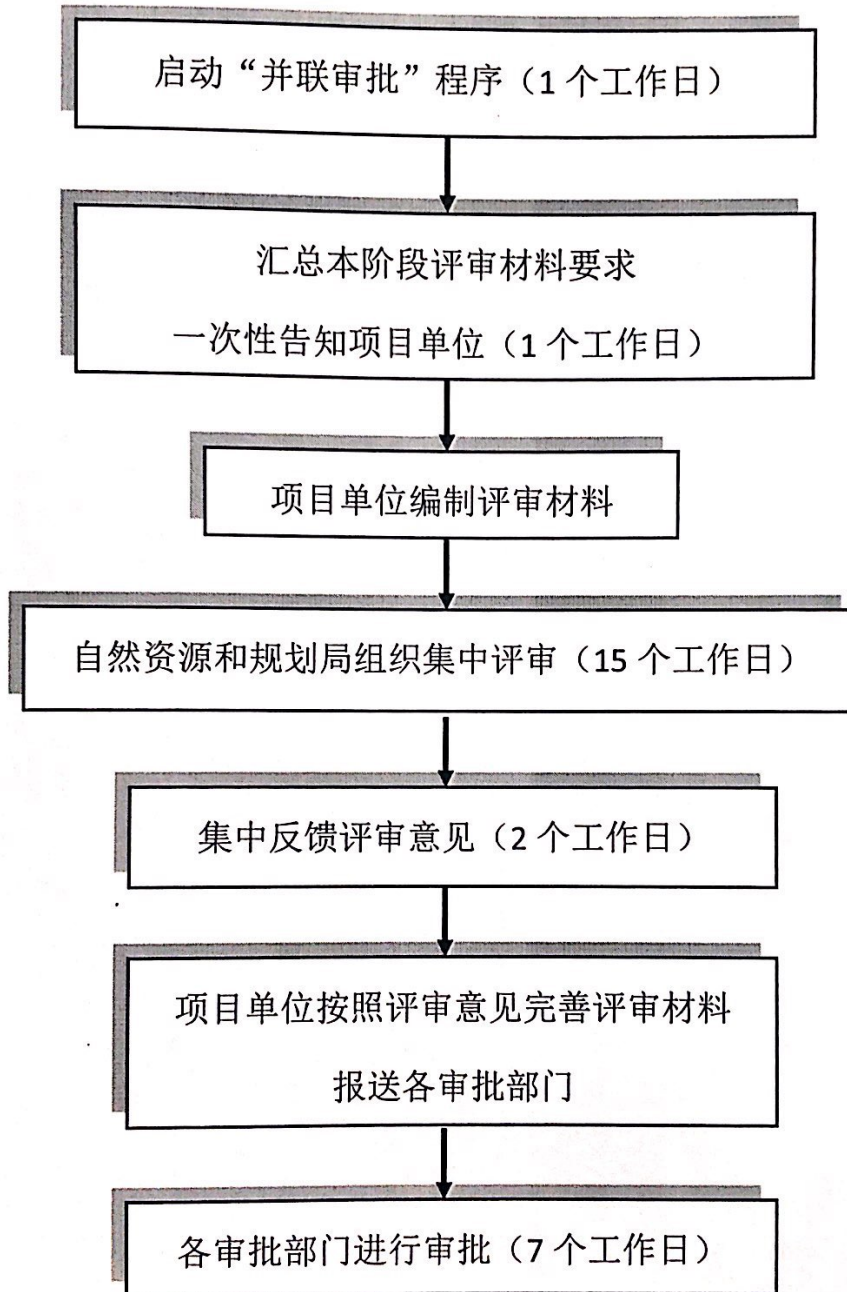 启动“并联审批”程序（1 个工作日）
汇总本阶段评审材料要求
一次性告知项目单位（1 个工作日）
项目单位编制评审材料
自然资源和规划局组织集中评审（15 个工作日）
集中反馈评审意见（2 个工作日）
项目单位按照评审意见完善评审材料
报送各审批部门
各审批部门进行审批（7 个工作日）